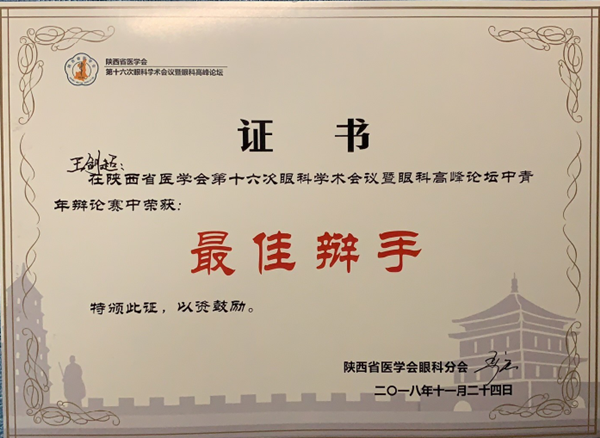 陕西省医学会
第十六次眼科学术会议暨眼科高峰论坛
证书
王剑超：
在陕西省医学会第十六次眼科学术会议暨眼科高峰论坛中青
年辩论赛中荣获：
最佳辩手
特颁此证，以资鼓励。
陕西省医学会眼科分会
二〇一八年十一月二十四日